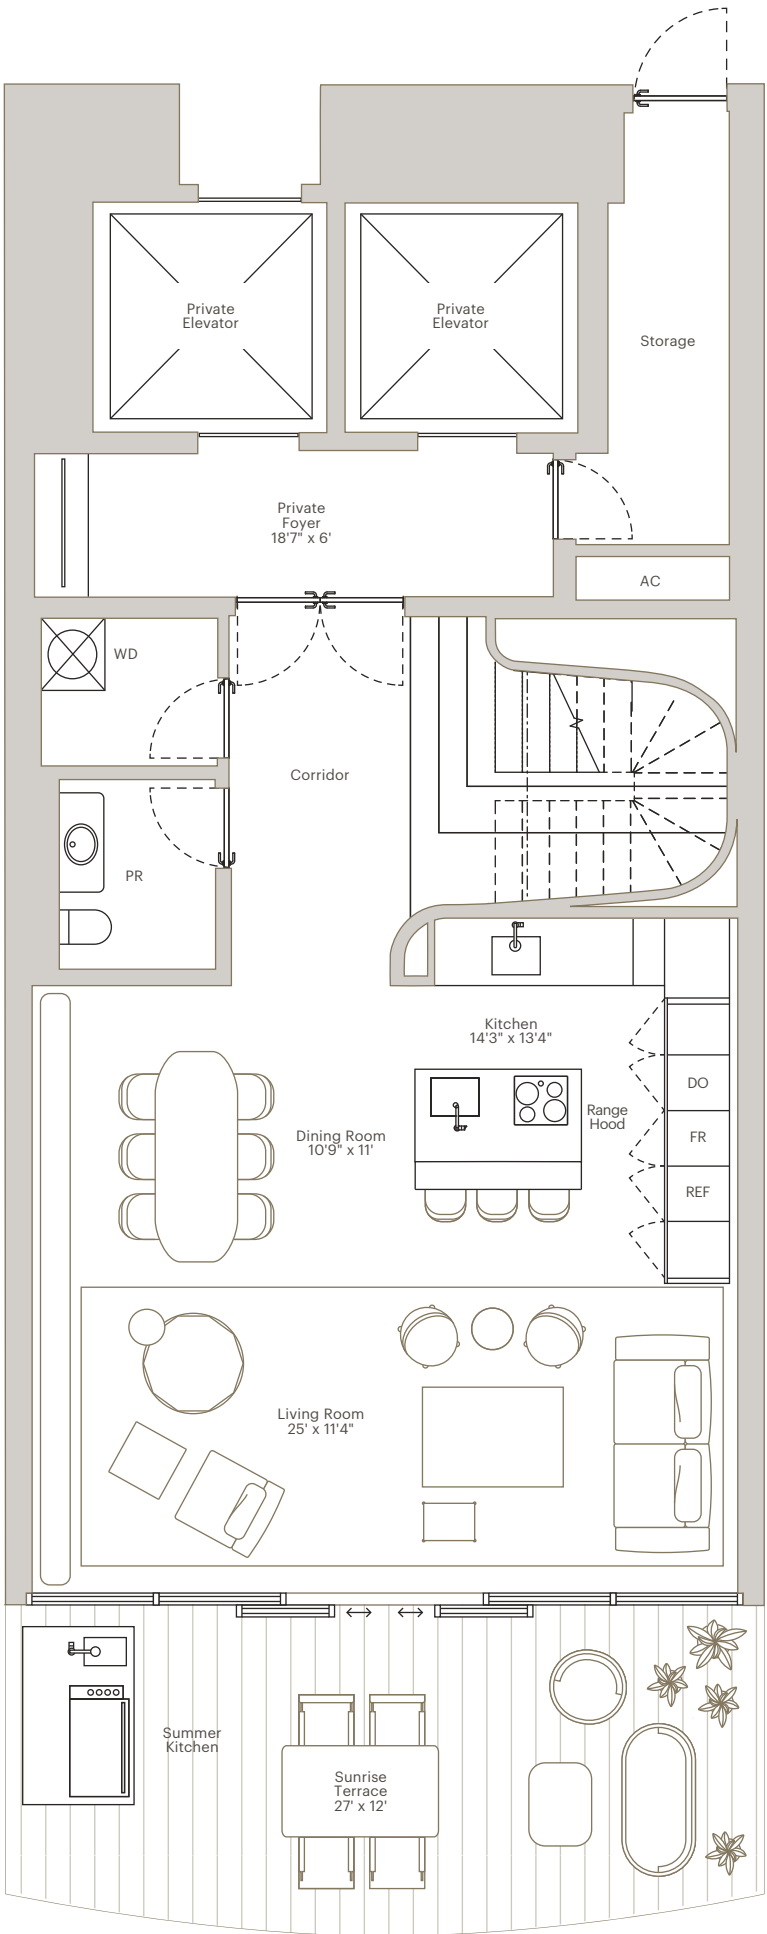 Private
Elevator
Private
Elevator
Storage
Private
Foyer
18'7" x 6'
AC
WD
Corridor
PR
Kitchen
14'3" x 13'4"
DO
Range
Hood
Dining Room
10'9" x 11'
FR
REF
Living Room
25' x 11'4"
Summer
Kitchen
Sunrise
Terrace
27' x 12'